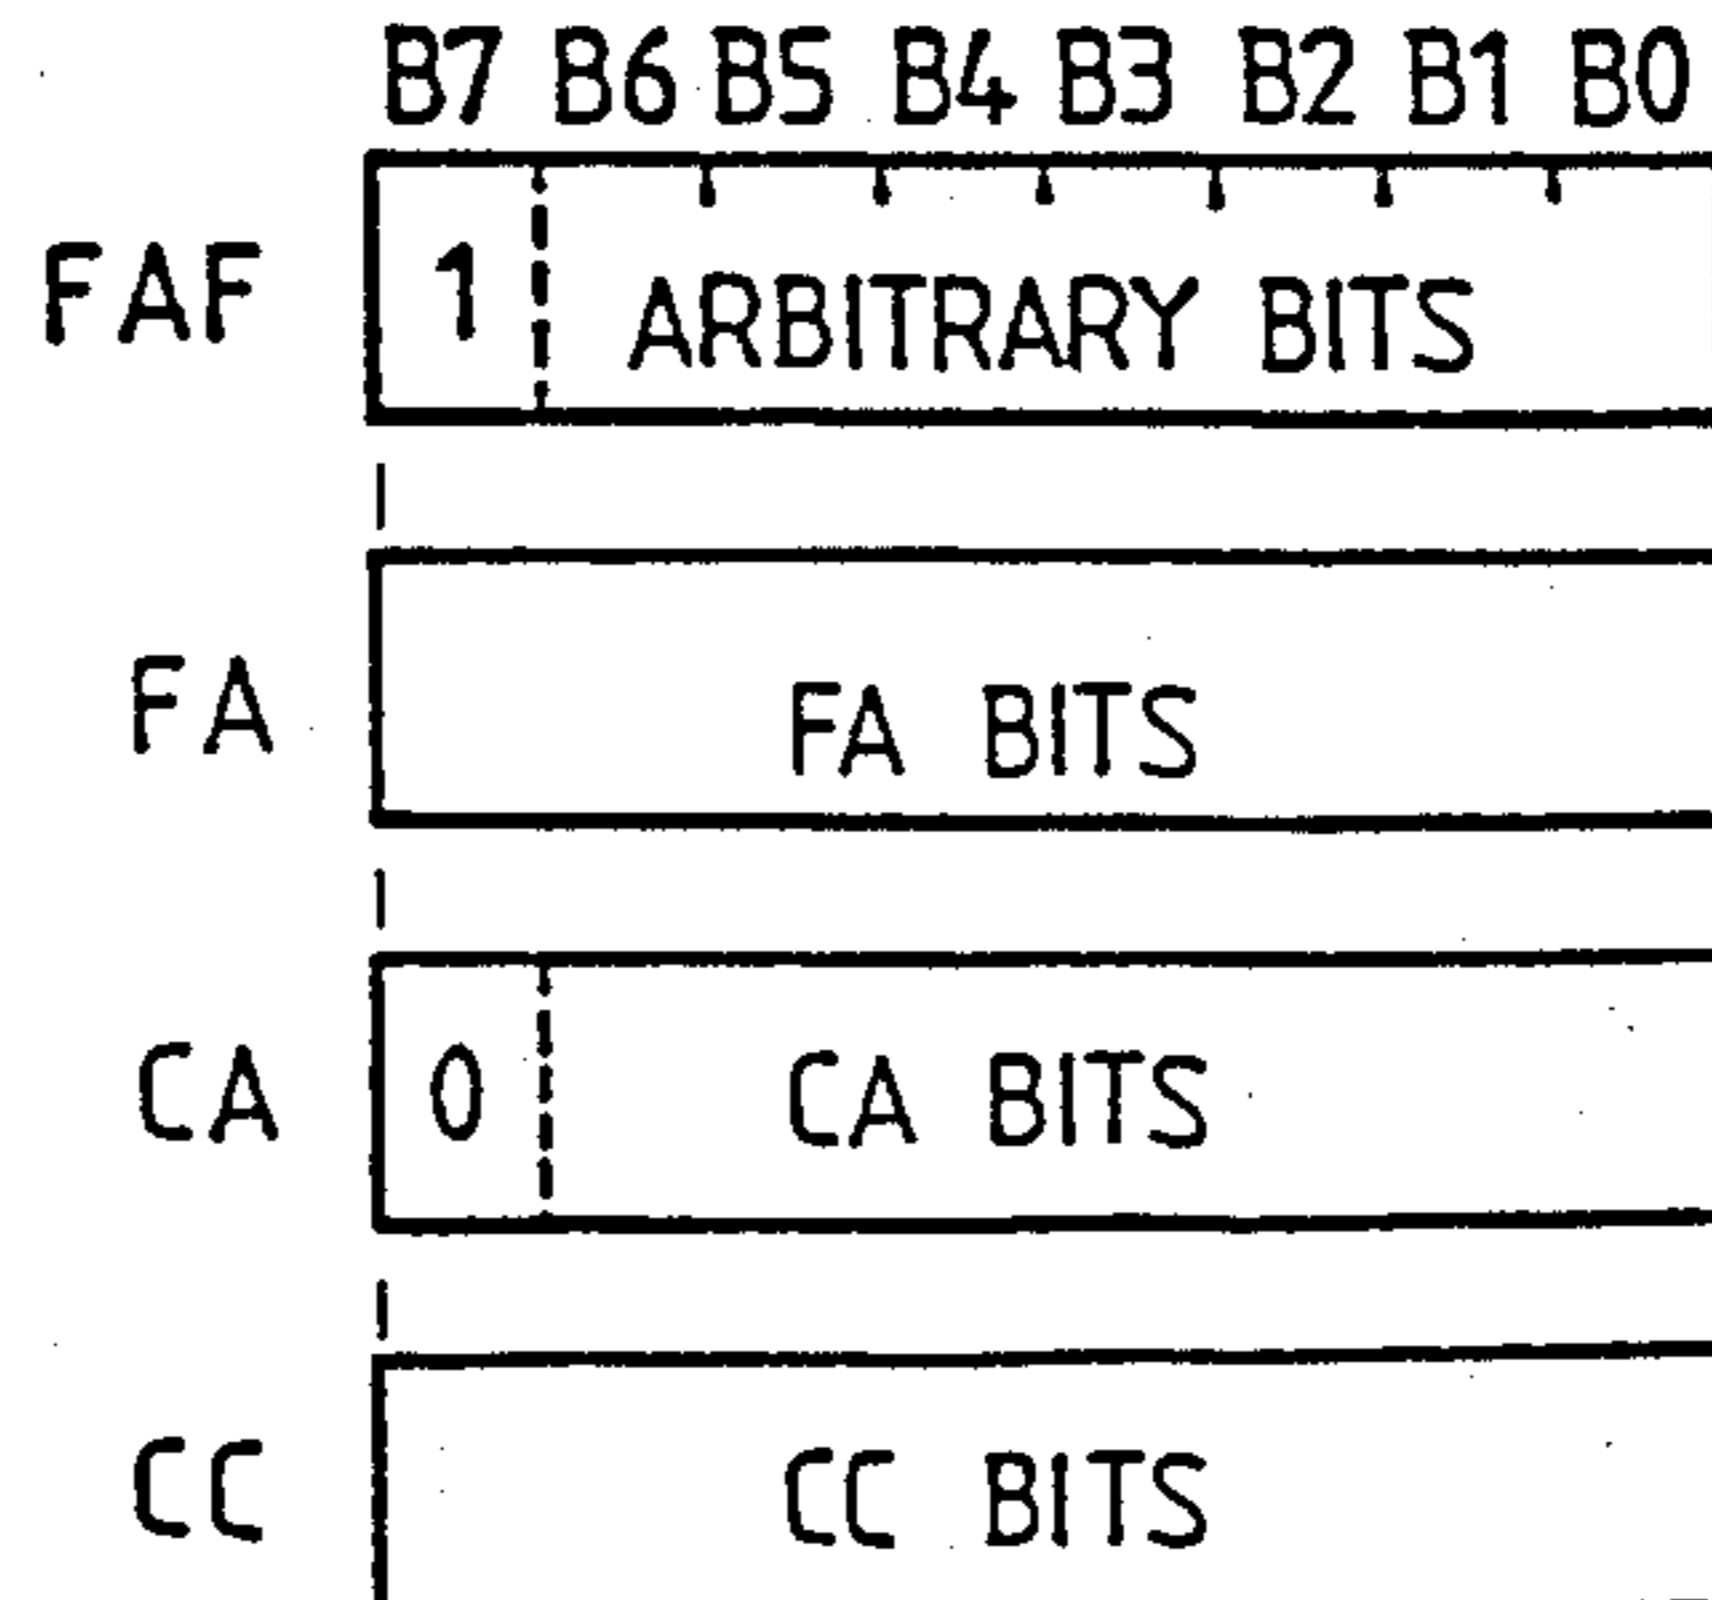 B7 B6 B5 B4 B3 B2 B1 B0
FAF 1 ARBITRARY BITS
FA FA BITS
CA 0 CA BITS
CC CC BITS